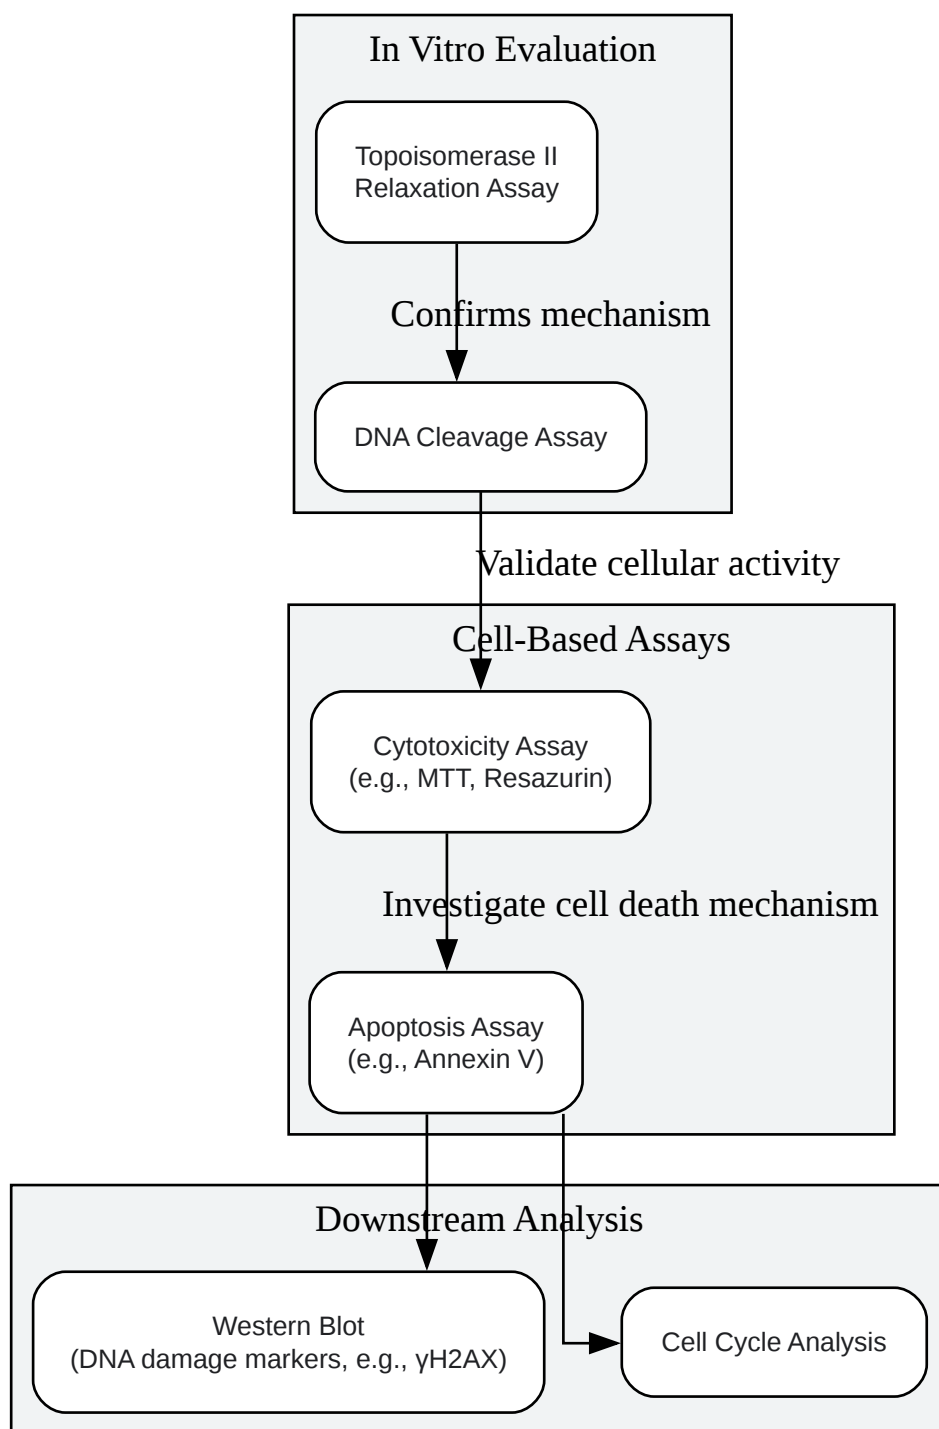 In Vitro Evaluation
Topoisomerase II
Relaxation Assay
Confirms mechanism
DNA Cleavage Assay
Validate cellular activity
Cell-Based Assays
Cytotoxicity Assay
(e.g., MTT, Resazurin)
Investigate cell death mechanism
Apoptosis Assay
(e.g., Annexin V)
Downstream Analysis
Western Blot
(DNA damage markers, e.g., γH2AX)
Cell Cycle Analysis